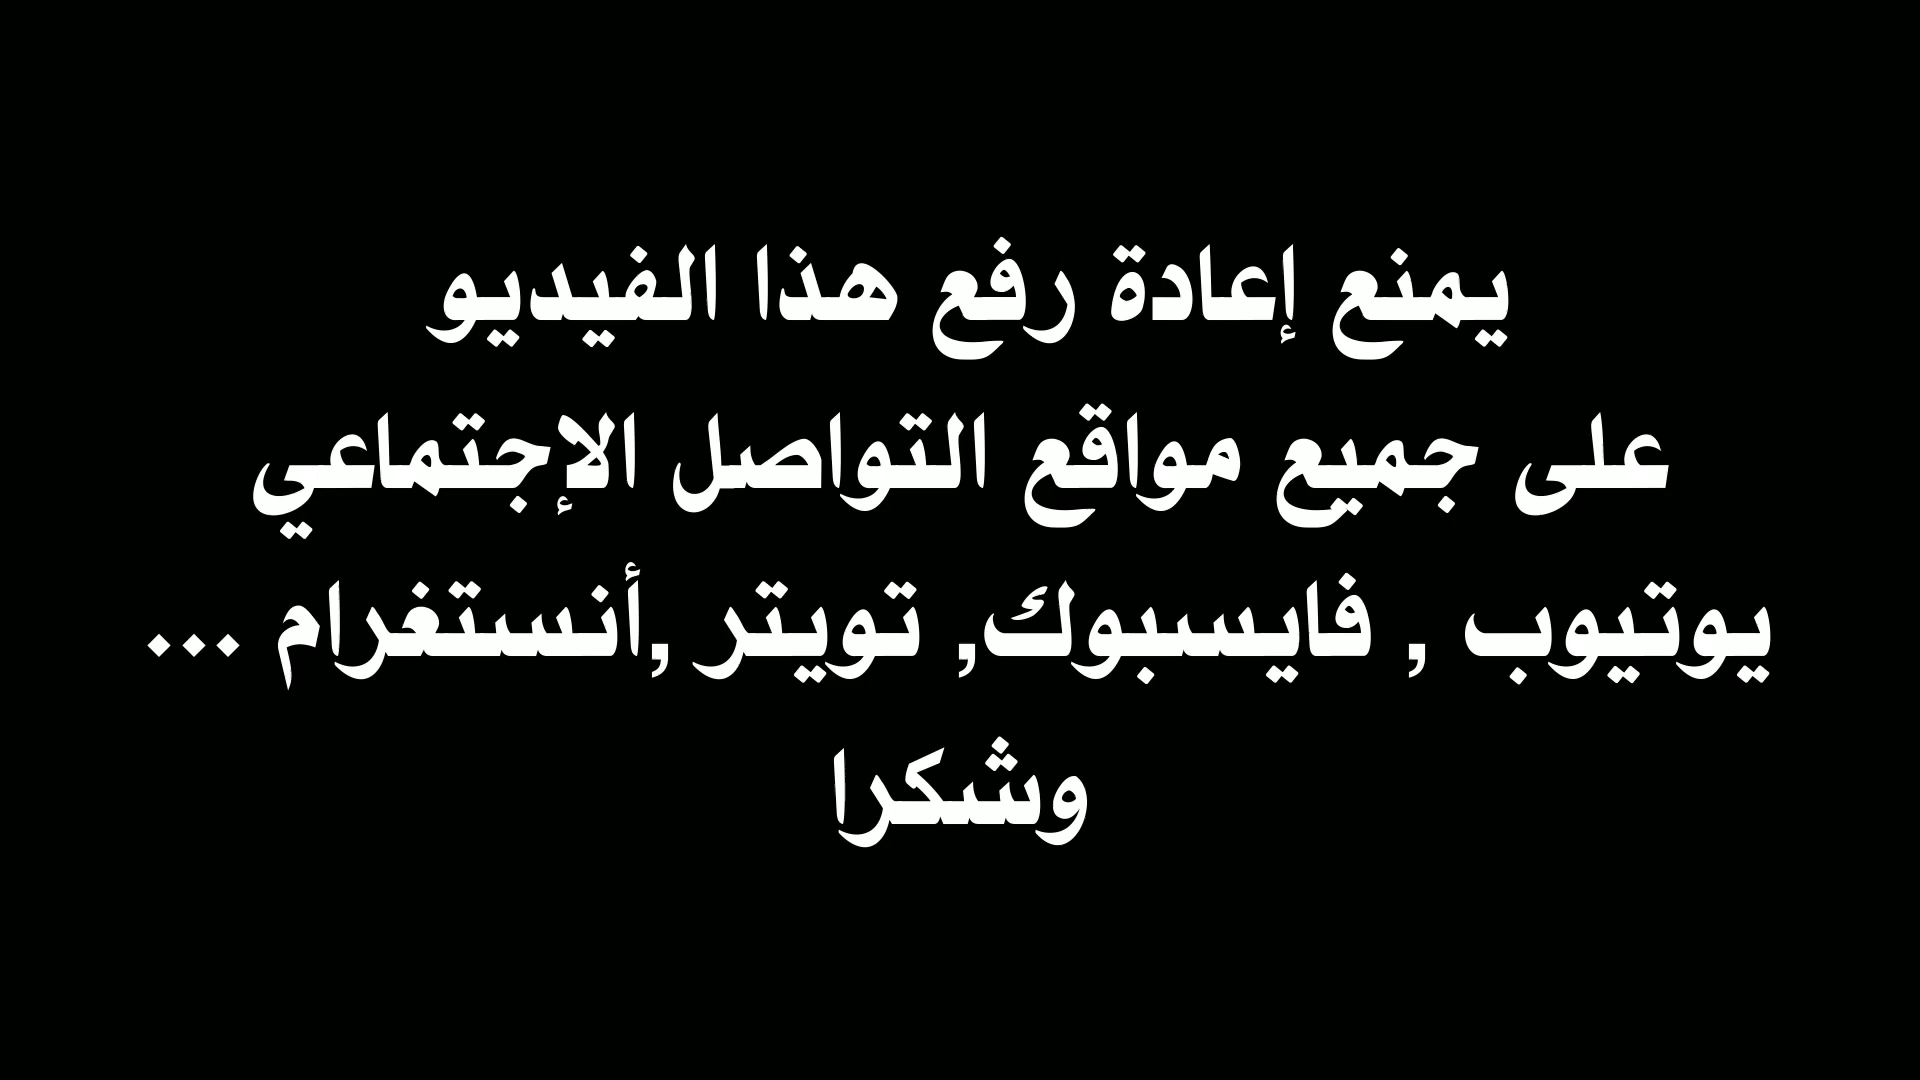 يمنع إعادة رفع هذا الفيديو
على جميع مواقع التواصل الإجتماعي
يوتيوب , فايسبوك, تويتر ,أنستغرام ...
وشكرا